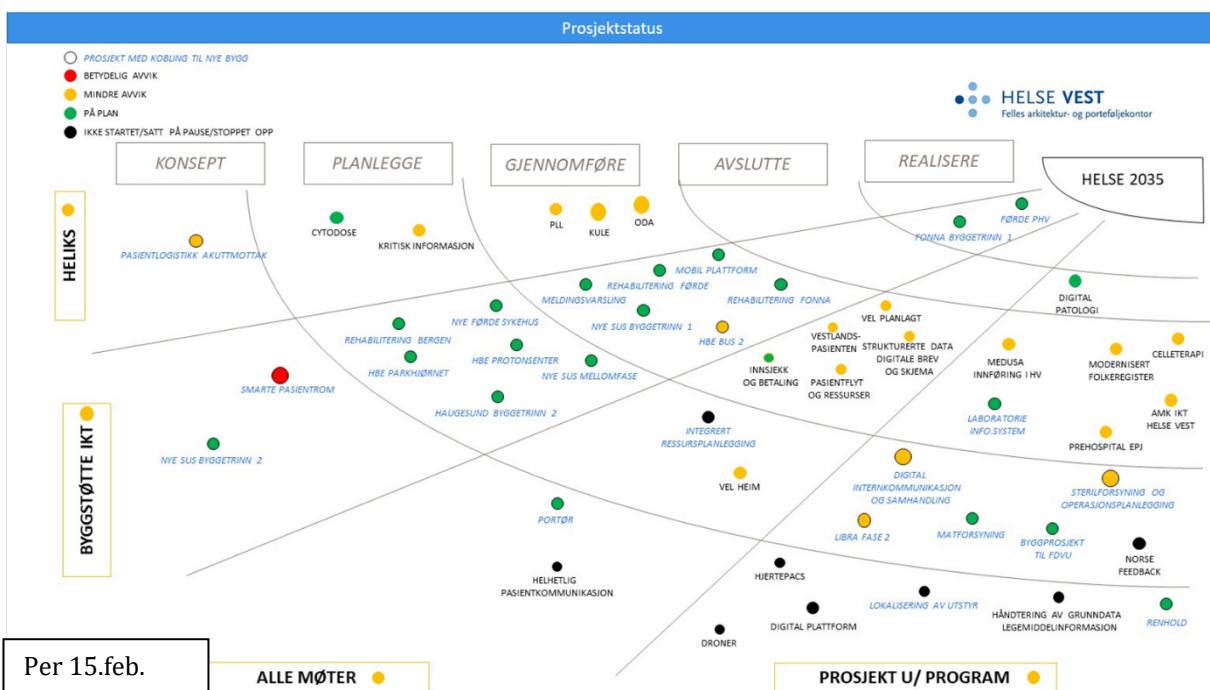 Prosjektstatus
PROSJEKT MED KOBLING TIL NYE BYGG
BETYDELIG AVVIK
MINDRE AVVIK
PÅ PLAN
IKKE STARTET/SATT PÅ PAUSE/STOPPET OPP
HELSE VEST
Felles arkitektur- og porteføljekontor
KONSEPT
PLANLEGGE
GJENNOMFØRE
AVSLUTTE
REALISERE
HELSE 2035
HELIKS
PASIENTLOGISTIKK AKUTTMOTTAK
CYTODOSE
KRITISK INFORMASJON
PLL
KULE
ODA
FØRDE PHV
FONNA BYGGETRINN 1
MOBIL PLATTFORM
REHABILITERING FØRDE
MELDINGSVARSLING
REHABILITERING FONNA
NYE FØRDE SYKEHUS
NYE SUS BYGGETRINN 1
REHABILITERING BERGEN
HBE PROTONSENTER
HBE PARKHJØRNET
NYE SUS MELLOMFASE
HBE BUS 2
SMARTE PASIENTROM
HAUGESUND BYGGETRINN 2
NYE SUS BYGGETRINN 2
BYGGSTØTTE IKT
DIGITAL
PATOLOGI
VEL PLANLAGT
VESTLANDS-
PASIENTEN
STRUKTURERTE DATA
DIGITALE BREV
OG SKJEMA
INNSJEKK
OG BETALING
PASIENTFLYT
OG RESSURSER
MEDUSA
INNFØRING I HV
MODERNISERT
FOLKEREGISTER
CELLETERAPI
INTEGRERT
RESSURSPLANLEGGING
LABORATORIE
INFO.SYSTEM
AMK IKT
HELSE VEST
PREHOSPITAL EPJ
VEL HEIM
DIGITAL
INTERNKOMMUNIKASJON
OG SAMHANDLING
STERILFORSYNING OG
OPERASJONSPLANLEGGING
PORTØR
LIBRA FASE 2
MATFORSYNING
BYGGPROSJEKT
TIL FDVU
NORSE
FEEDBACK
HELHETLIG
PASIENTKOMMUNIKASJON
HJERTEPACS
LOKALISERING AV UTSTYR
HÅNDTERING AV GRUNNDATA
LEGEMIDDELINFORMASJON
RENHOLD
DIGITAL PLATTFORM
DRONER
Per 15.feb.
ALLE MØTER
PROSJEKT U/ PROGRAM